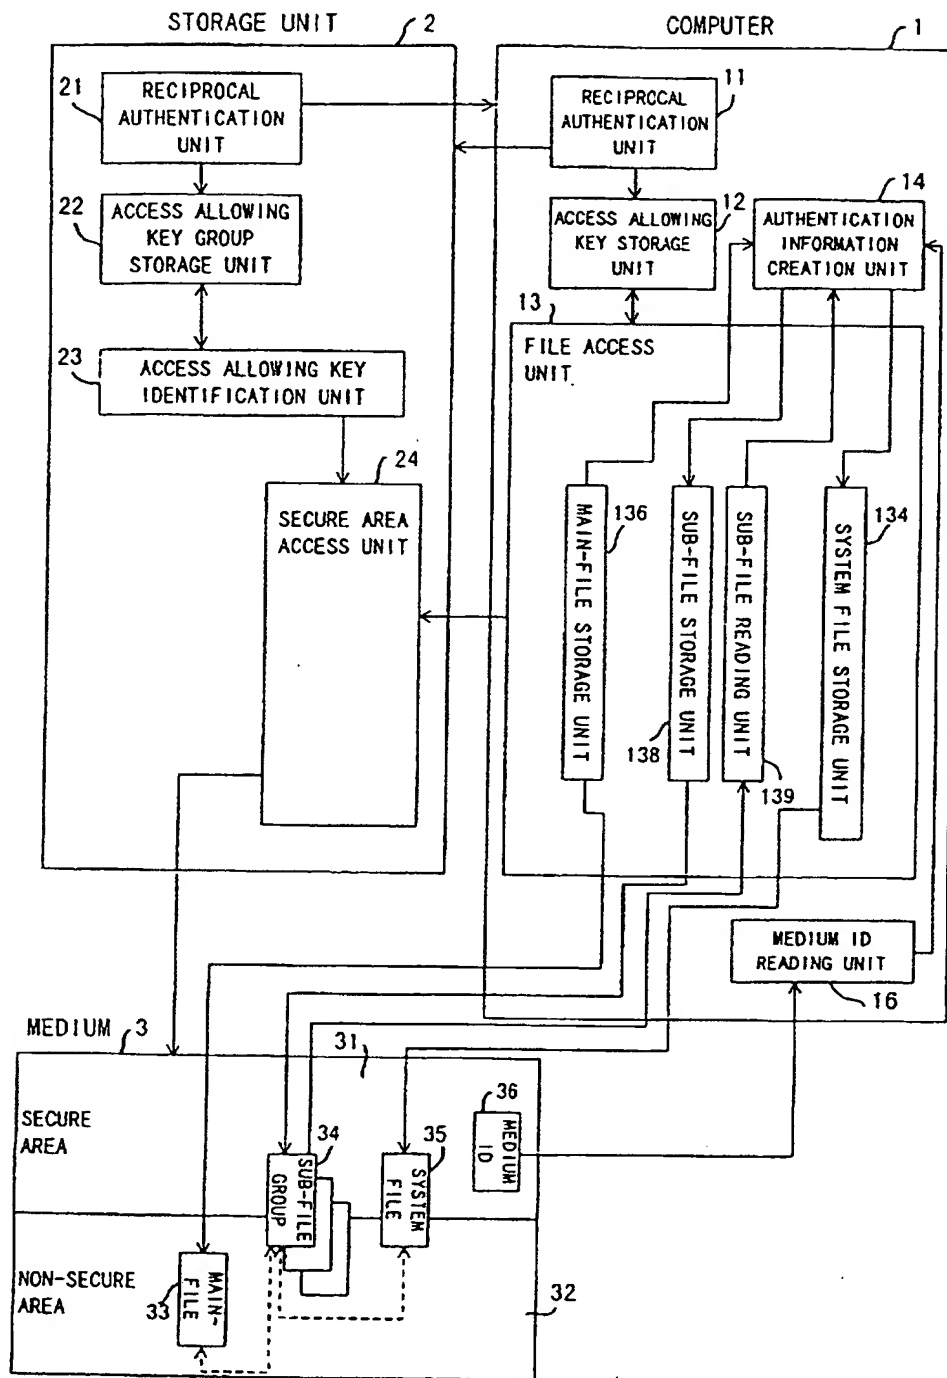 STORAGE UNIT
2
COMPUTER
1
21
RECIPROCAL
AUTHENTICATION
UNIT
11
RECIPROCAL
AUTHENTICATION
UNIT
22
ACCESS ALLOWING
KEY GROUP
STORAGE UNIT
12
ACCESS ALLOWING
KEY STORAGE
UNIT
14
AUTHENTICATION
INFORMATION
CREATION UNIT
13
FILE ACCESS
UNIT
23
ACCESS ALLOWING KEY
IDENTIFICATION UNIT
24
SECURE AREA
ACCESS UNIT
136
MAIN-FILE STORAGE UNIT
138
SUB-FILE STORAGE UNIT
139
SUB-FILE READING UNIT
134
SYSTEM FILE STORAGE UNIT
MEDIUM ID
READING UNIT
16
MEDIUM
3
31
SECURE
AREA
34
SUB-FILE
GROUP
35
SYSTEM
FILE
36
MEDIUM
ID
NON-SECURE
AREA
33
MAIN-
FILE
32